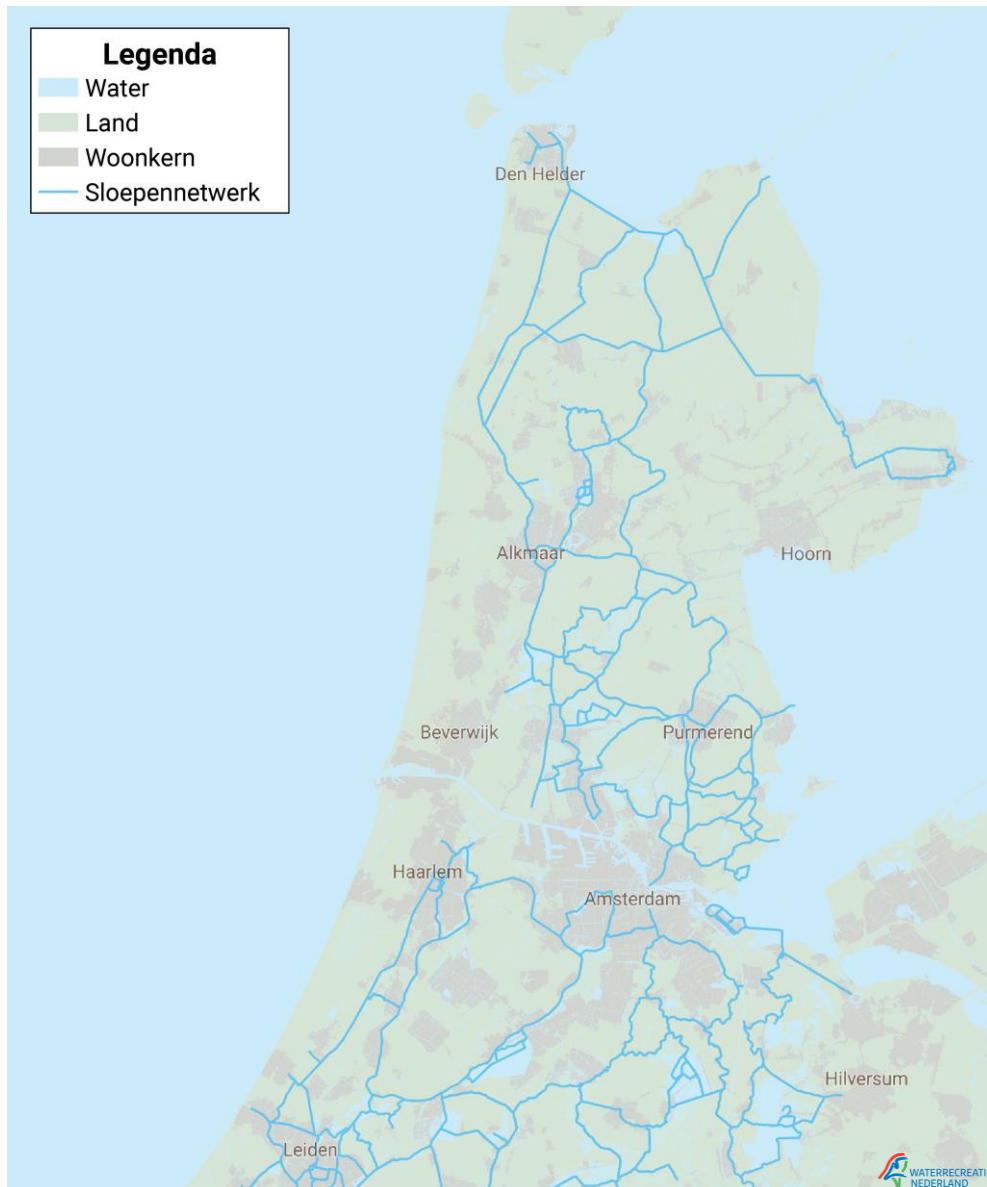 Legenda
Water
Land
Woonkern
Sloepennetwerk
Den Helder
Alkmaar
Hoorn
Beverwijk
Purmerend
Haarlem
Amsterdam
Hilversum
Leiden
WATERRECREATI
NEDERLAND